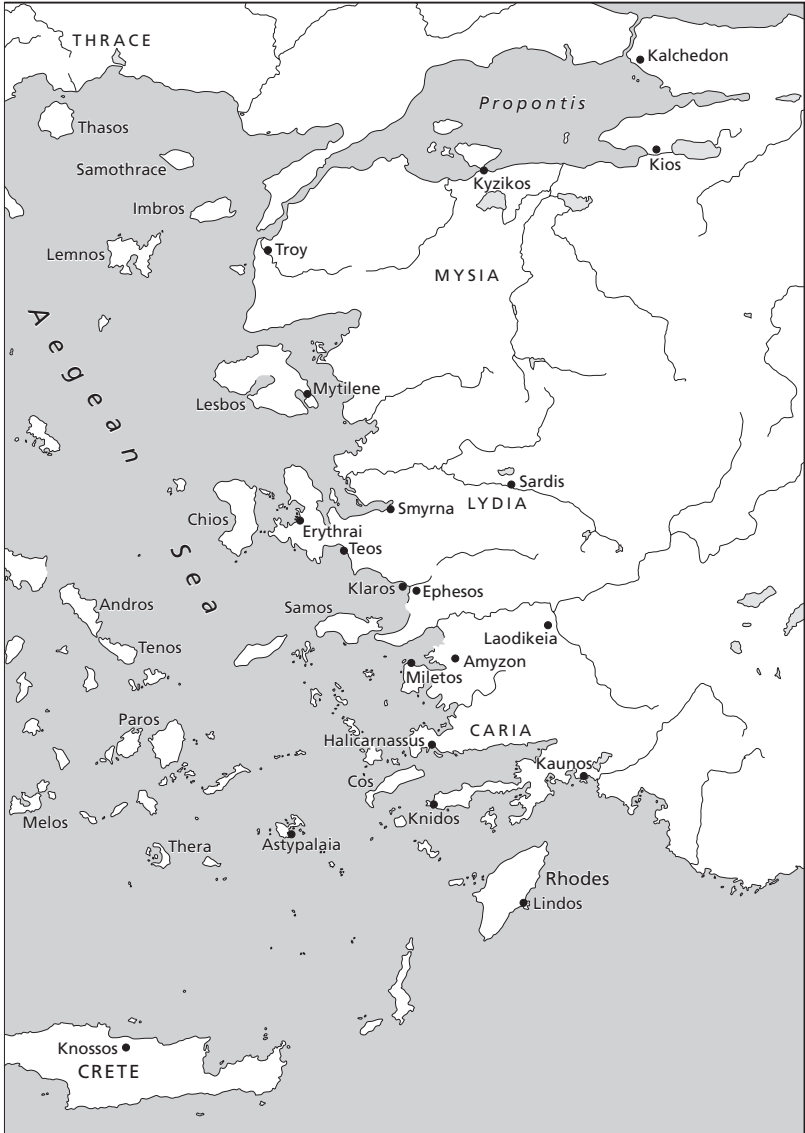 THRACE
Kalchedon
Propontis
Thasos
Samothrace
Kios
Kyzikos
Imbros
Lemnos
Troy
MYSIA
Aegean Sea
Mytilene
Lesbos
Sardis
LYDIA
Smyrna
Chios
Erythrai
Teos
Klaros
Ephesos
Andros
Samos
Laodikeia
Tenos
Amyzon
Miletos
Paros
CARIA
Halicarnassus
Kaunos
Cos
Knidos
Melos
Thera
Astypalaia
Rhodes
Lindos
Knossos
CRETE